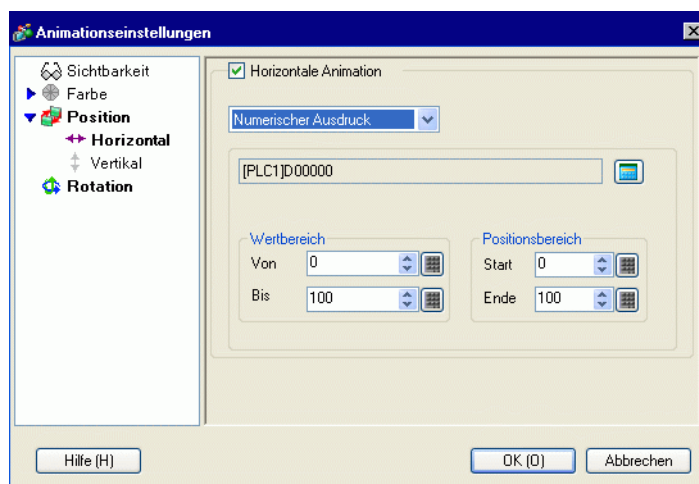 Animationseinstellungen
Sichtbarkeit
Farbe
Position
Horizontal
Vertikal
Rotation
Horizontale Animation
Numerischer Ausdruck
[PLC1]D00000
Wertbereich
Von 0
Bis 100
Positionsbereich
Start 0
Ende 100
Hilfe (H)
OK (O)
Abbrechen